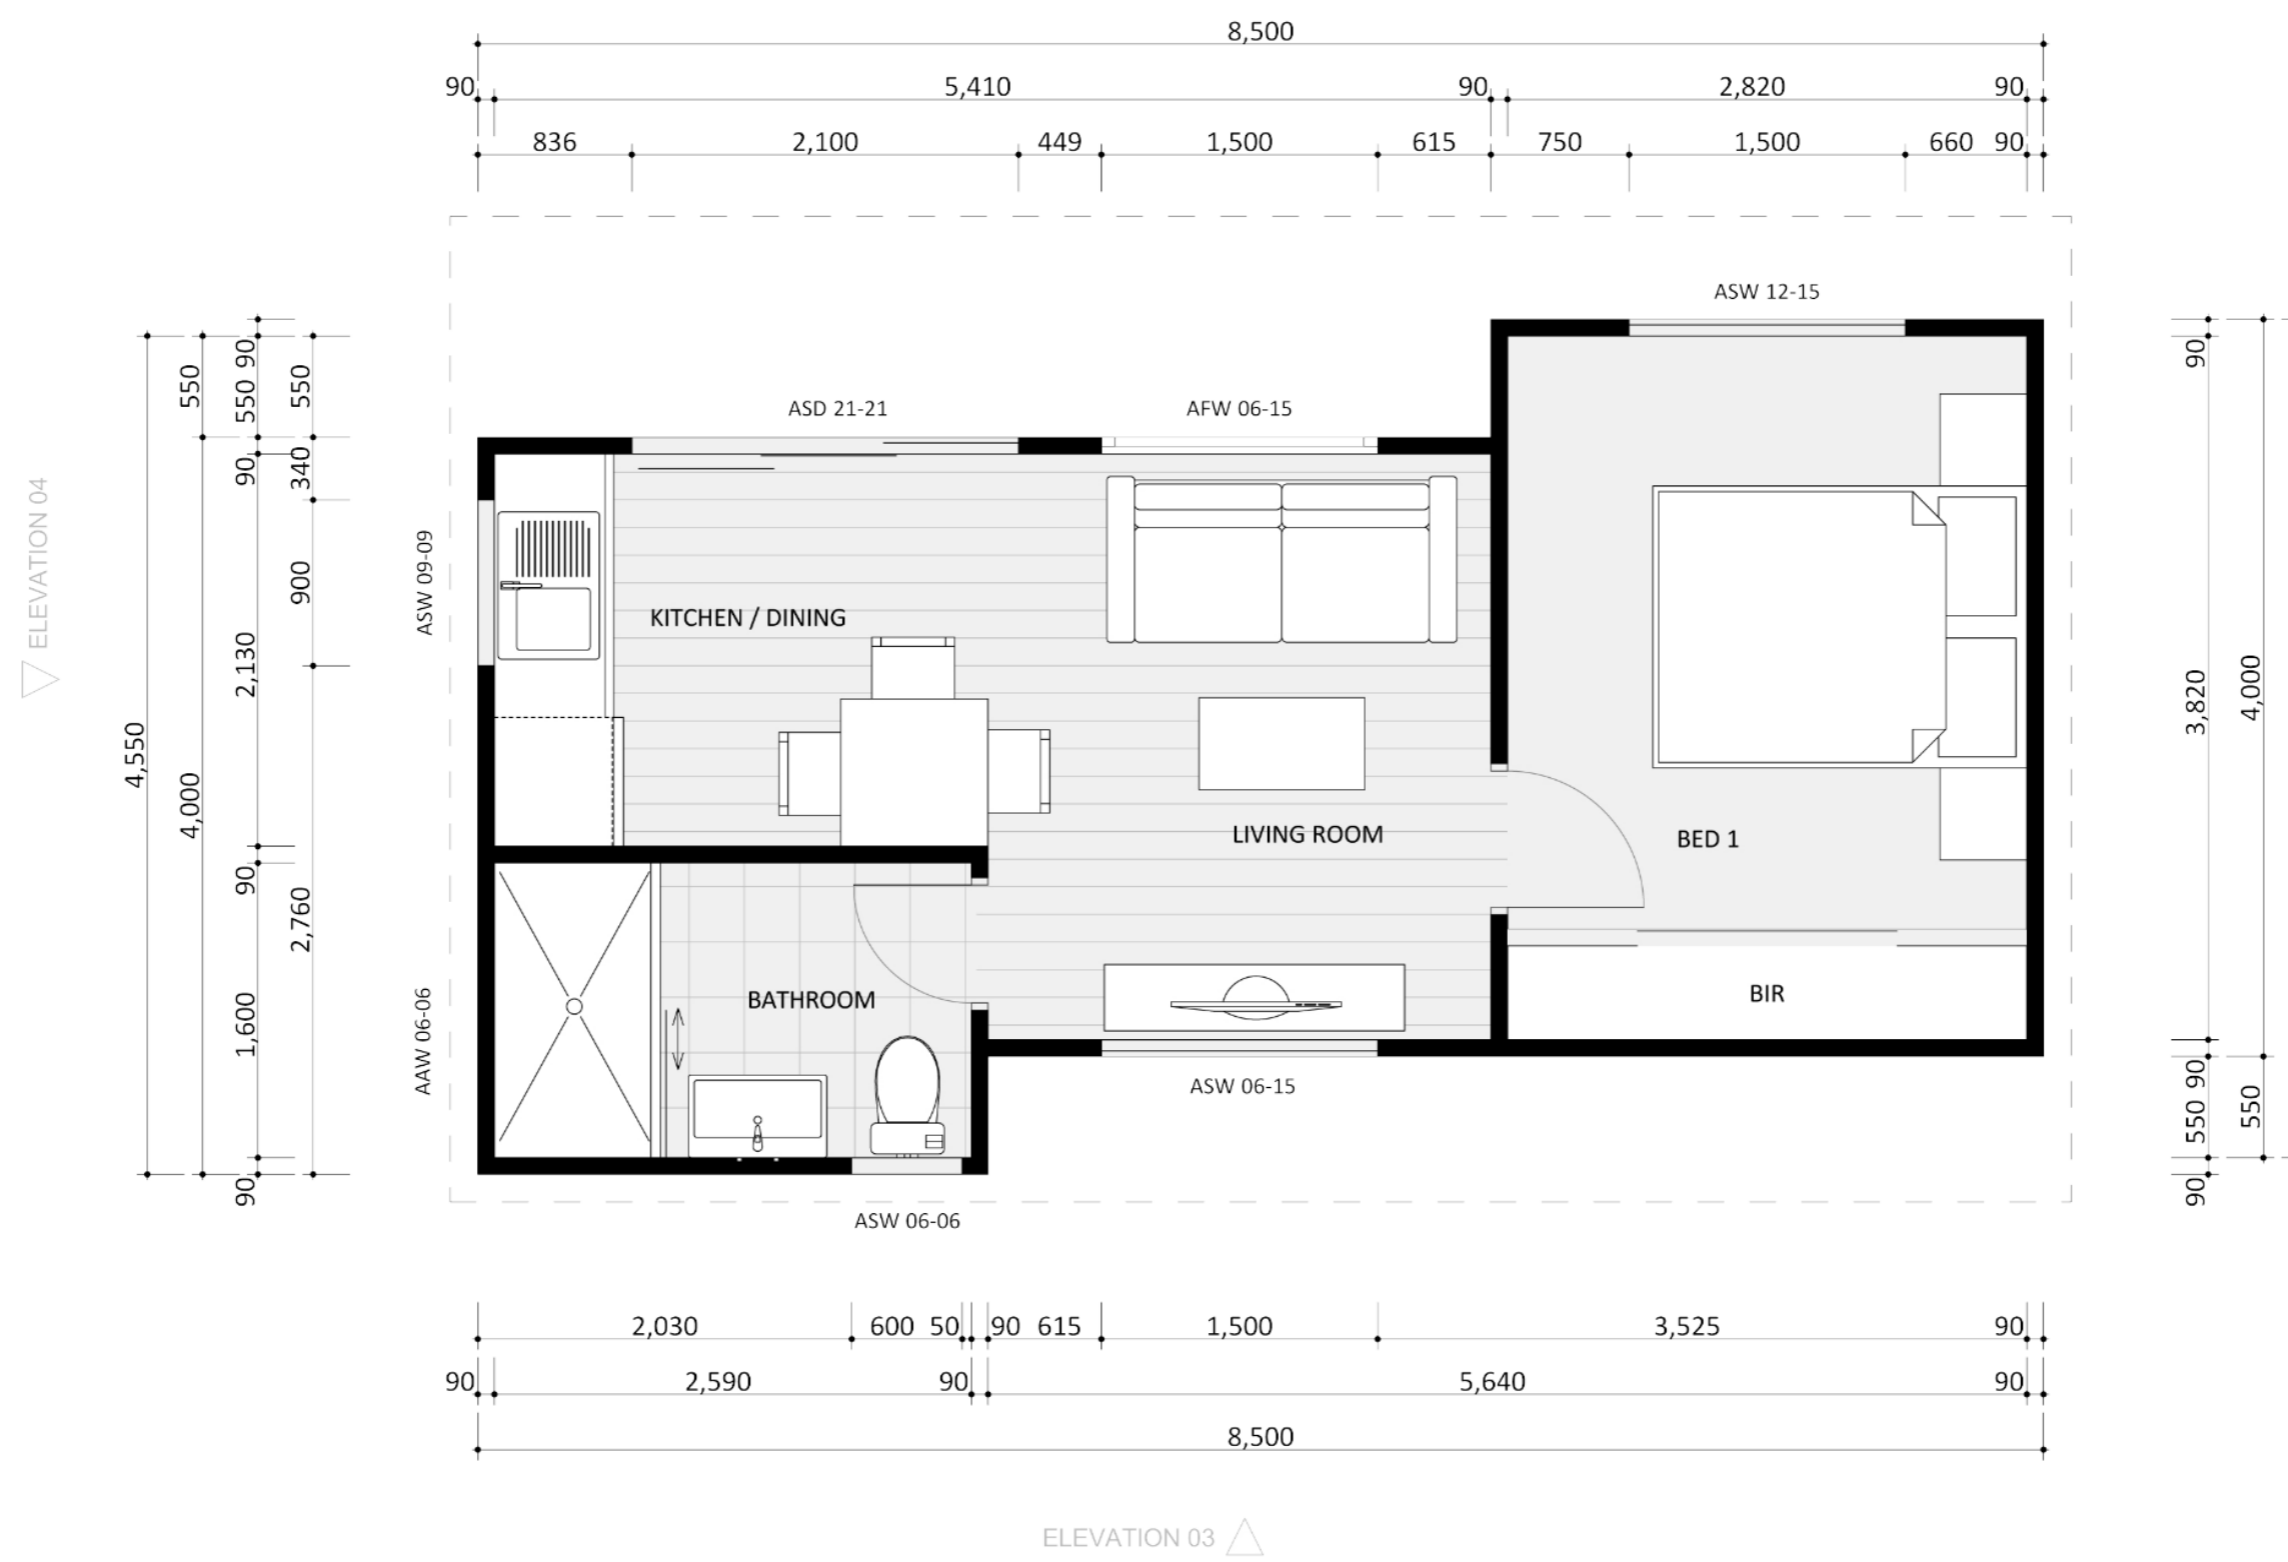 8,500
90 5,410 90 2,820 90
836 2,100 449 1,500 615 750 1,500 660 90
ASW 12-15
ASD 21-21 AFW 06-15
ELEVATION 04
4,550
550 4,000
90 550 90 2,130 90 1,600 90
550 340 900 2,760
ASW 09-09
AAW 06-06
KITCHEN / DINING
LIVING ROOM
BED 1
BATHROOM
BIR
ASW 06-15
ASW 06-06
90 3,820 90 550 90
4,000 550
2,030 600 50 90 615 1,500 3,525 90
90 2,590 90 5,640 90
8,500
ELEVATION 03